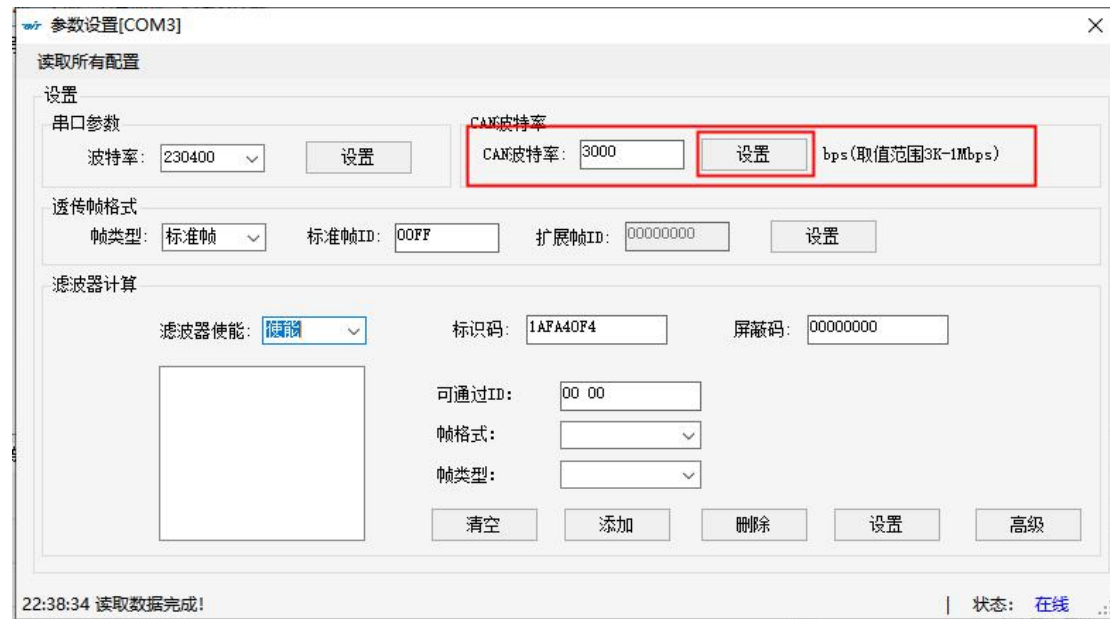 参数设置[COM3]
读取所有配置
设置
串口参数
波特率: 230400 设置
CAN波特率
CAN波特率: 3000 设置 bps(取值范围3K-1Mbps)
透传帧格式
帧类型: 标准帧 标准帧ID: 00FF 扩展帧ID: 00000000 设置
滤波器计算
滤波器使能: 使能 标识码: 1AFA40F4 屏蔽码: 00000000
可通过ID: 00 00
帧格式:
帧类型:
清空 添加 删除 设置 高级
22:38:34 读取数据完成! | 状态: 在线